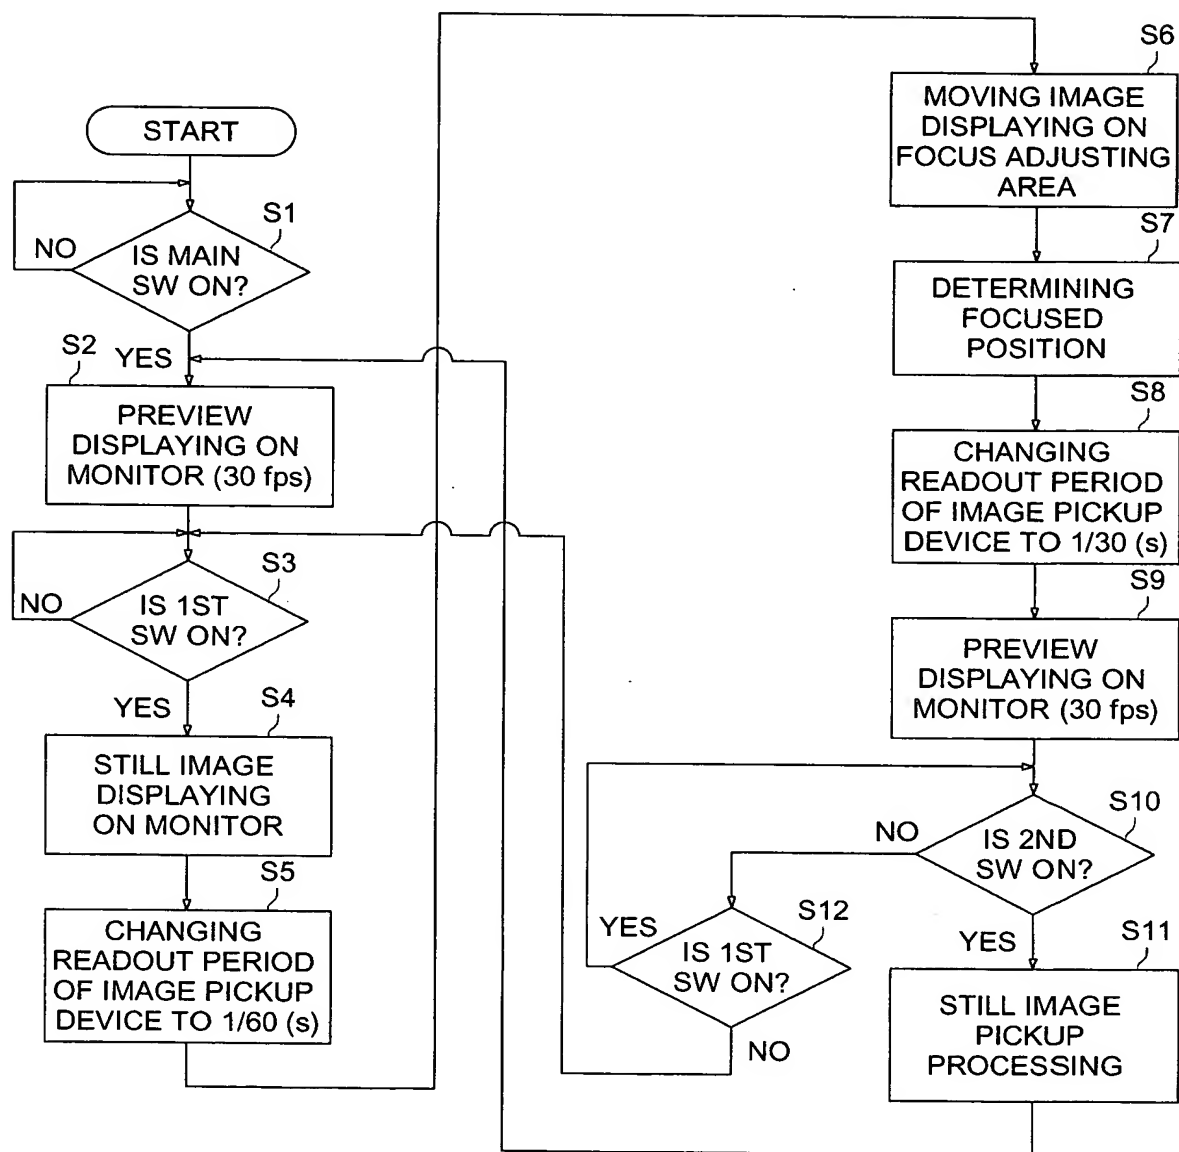 START
S1
IS MAIN
SW ON?
NO
YES
S2
PREVIEW
DISPLAYING ON
MONITOR (30 fps)
S3
IS 1ST
SW ON?
NO
YES
S4
STILL IMAGE
DISPLAYING
ON MONITOR
S5
CHANGING
READOUT PERIOD
OF IMAGE PICKUP
DEVICE TO 1/60 (s)
S6
MOVING IMAGE
DISPLAYING ON
FOCUS ADJUSTING
AREA
S7
DETERMINING
FOCUSED
POSITION
S8
CHANGING
READOUT PERIOD
OF IMAGE PICKUP
DEVICE TO 1/30 (s)
S9
PREVIEW
DISPLAYING ON
MONITOR (30 fps)
S10
IS 2ND
SW ON?
NO
YES
S12
IS 1ST
SW ON?
YES
NO
S11
STILL IMAGE
PICKUP
PROCESSING